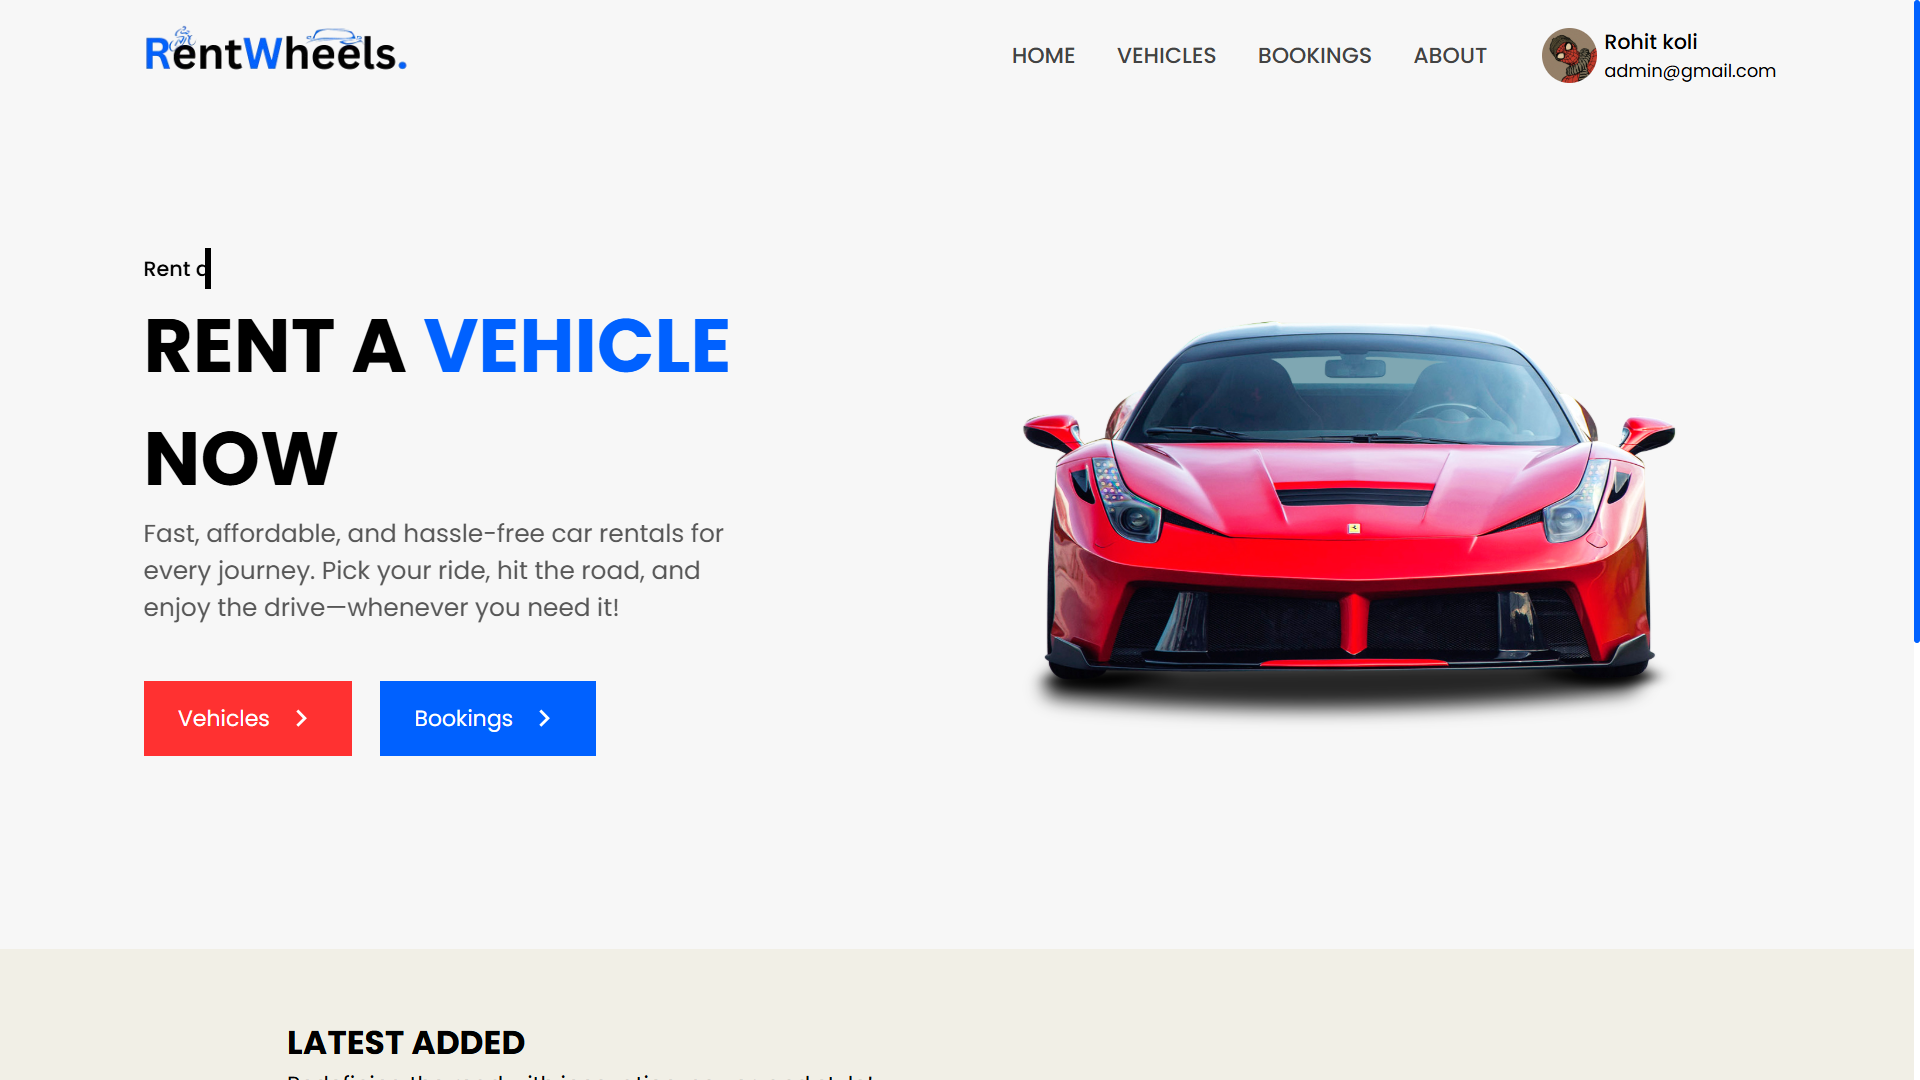 RentWheels.
HOME VEHICLES BOOKINGS ABOUT
Rohit koli
admin@gmail.com
Rent
RENT A VEHICLE
NOW
Fast, affordable, and hassle-free car rentals for
every journey. Pick your ride, hit the road, and
enjoy the drive—whenever you need it!
Vehicles
Bookings
LATEST ADDED